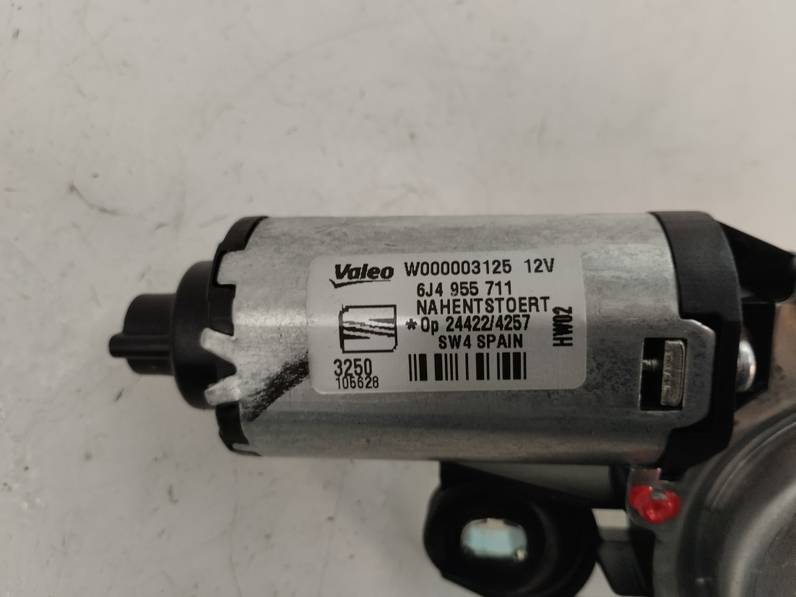 Valeo W000003125 12V
6J4 955 711
NAHENTSTOERT
*Op 24422/4257
SW4 SPAIN
HW02
3250
106628